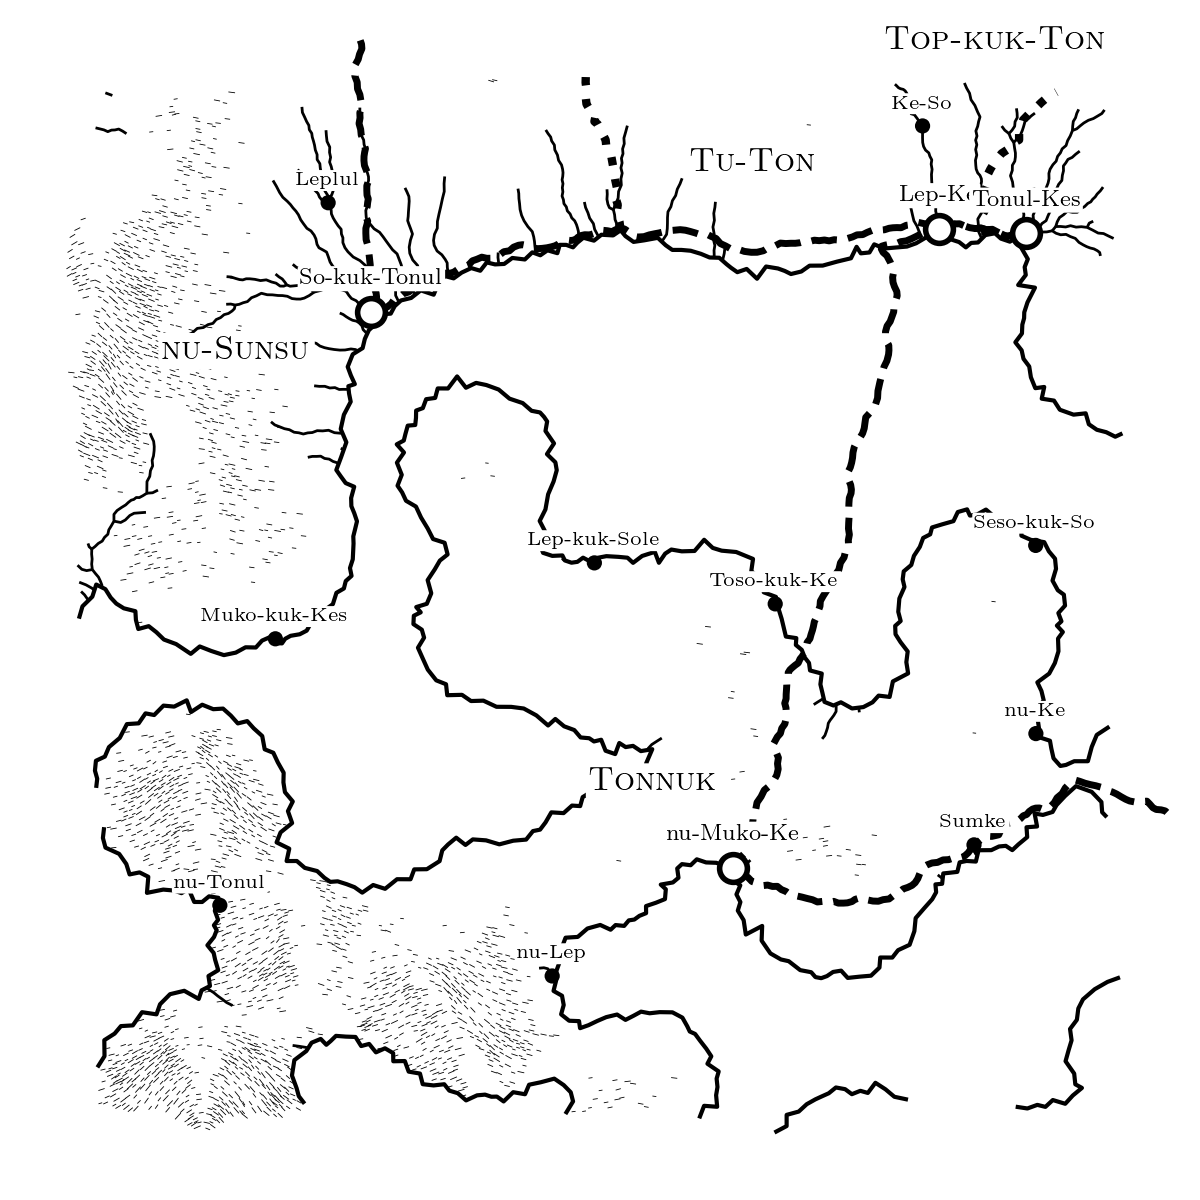 Top-kuk-Ton
Ke-So
Tu-Ton
Leplul
Tonul-Kes
So-kuk-Tonul
nu-Sunsu
Seso-kuk-So
Lep-kuk-Sole
Toso-kuk-Ke
Muko-kuk-Kes
nu-Ke
Tonnuk
Sumke
nu-Muko-Ke
nu-Tonul
nu-Lep